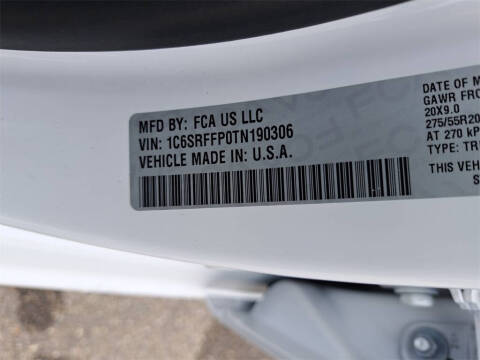 MFD BY: FCA US LLC
VIN: 1C6SRFFP0TN190306
VEHICLE MADE IN: U.S.A.
DATE OF M
GAWR FRO
20X9.0
275/55R20
AT 270 kP
TYPE: TR
THIS VEH
S